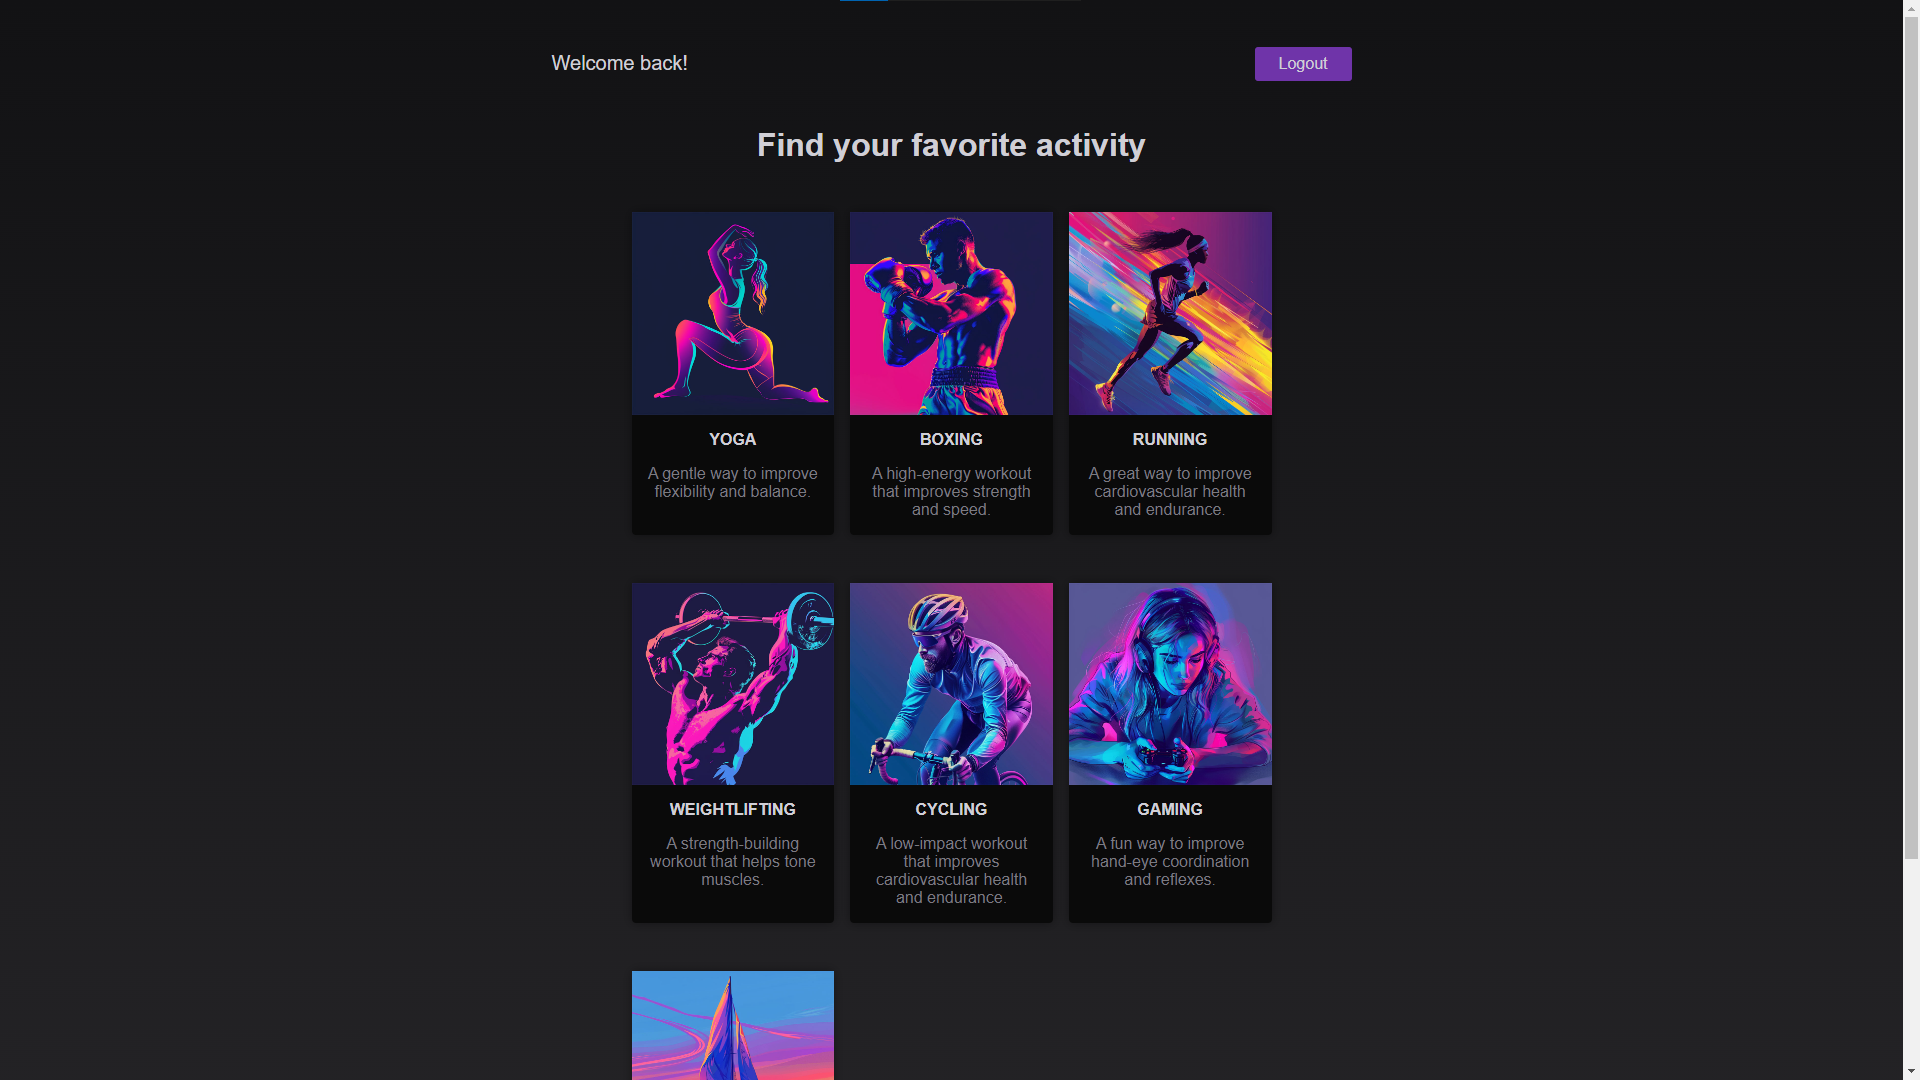 Welcome back!
Logout
Find your favorite activity
YOGA
A gentle way to improve
flexibility and balance.
BOXING
A high-energy workout
that improves strength
and speed.
RUNNING
A great way to improve
cardiovascular health
and endurance.
WEIGHTLIFTING
A strength-building
workout that helps tone
muscles.
CYCLING
A low-impact workout
that improves
cardiovascular health
and endurance.
GAMING
A fun way to improve
hand-eye coordination
and reflexes.